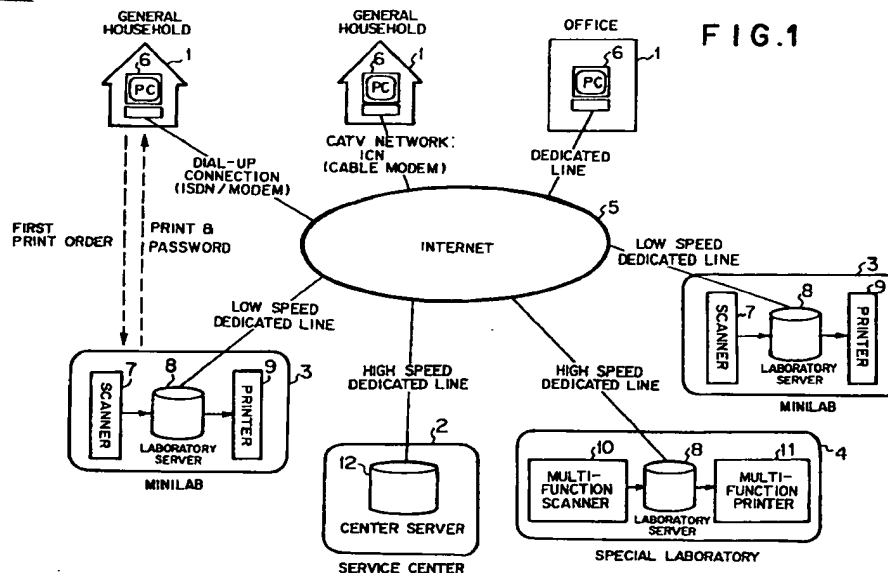 FIG.1
GENERAL
HOUSEHOLD
1
6
PC
GENERAL
HOUSEHOLD
1
6
PC
OFFICE
1
6
PC
DIAL-UP
CONNECTION
(ISDN/MODEM)
CATV NETWORK:
ICN
(CABLE MODEM)
DEDICATED
LINE
FIRST
PRINT ORDER
PRINT &
PASSWORD
INTERNET
5
LOW SPEED
DEDICATED LINE
LOW SPEED
DEDICATED LINE
HIGH SPEED
DEDICATED LINE
HIGH SPEED
DEDICATED LINE
7
SCANNER
8
LABORATORY
SERVER
9
PRINTER
3
MINILAB
2
12
CENTER SERVER
SERVICE CENTER
10
MULTI-
FUNCTION
SCANNER
8
LABORATORY
SERVER
11
MULTI-
FUNCTION
PRINTER
4
SPECIAL LABORATORY
3
7
SCANNER
8
LABORATORY
SERVER
9
PRINTER
MINILAB